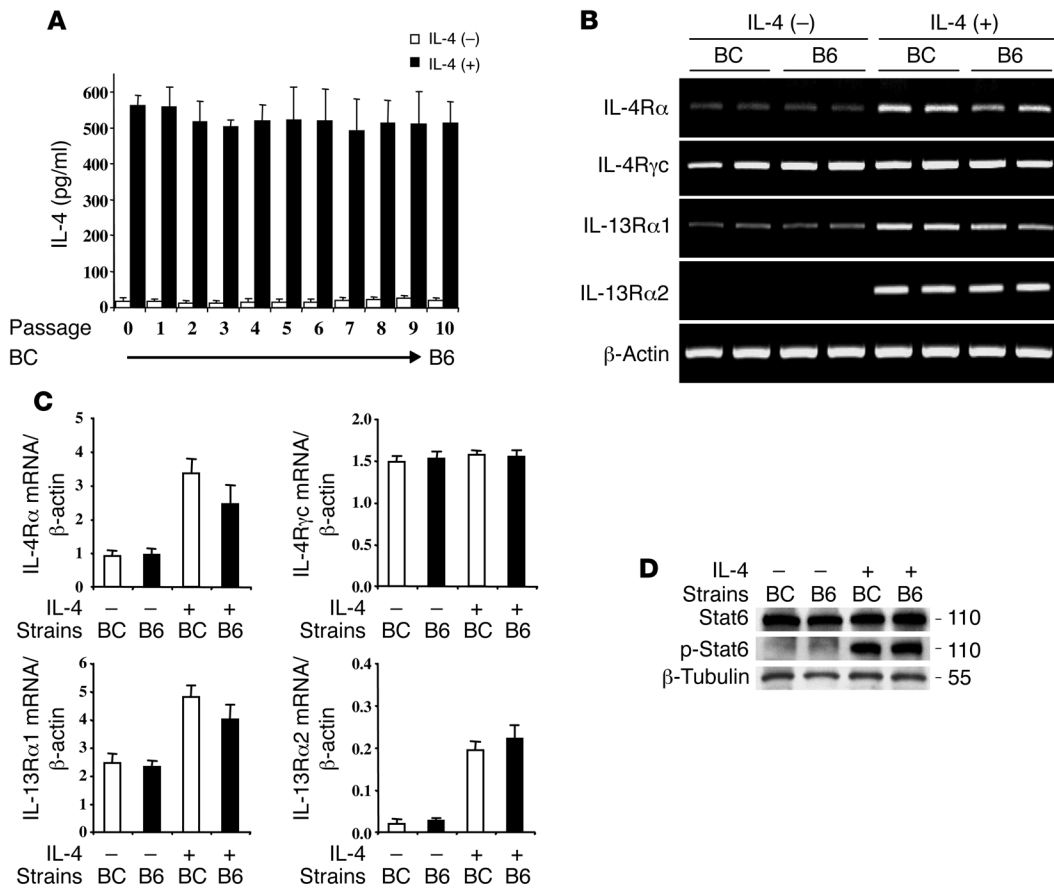 A
IL-4 (–)
IL-4 (+)
IL-4 (pg/ml)
600
500
400
300
200
100
0
Passage 0 1 2 3 4 5 6 7 8 9 10
BC B6
B
IL-4 (–) IL-4 (+)
BC B6 BC B6
IL-4Rα
IL-4Rγc
IL-13Rα1
IL-13Rα2
β-Actin
C
IL-4Rα mRNA/
β-actin
5
4
3
2
1
0
IL-4 – – + +
Strains BC B6 BC B6
IL-4Rγc mRNA/
β-actin
2.0
1.5
1.0
0.5
0.0
IL-4 – – + +
Strains BC B6 BC B6
IL-13Rα1 mRNA/
β-actin
6
5
4
3
2
1
0
IL-4 – – + +
Strains BC B6 BC B6
IL-13Rα2 mRNA/
β-actin
0.4
0.3
0.2
0.1
0.0
IL-4 – – + +
Strains BC B6 BC B6
D
IL-4 – – + +
Strains BC B6 BC B6
Stat6 - 110
p-Stat6 - 110
β-Tubulin - 55